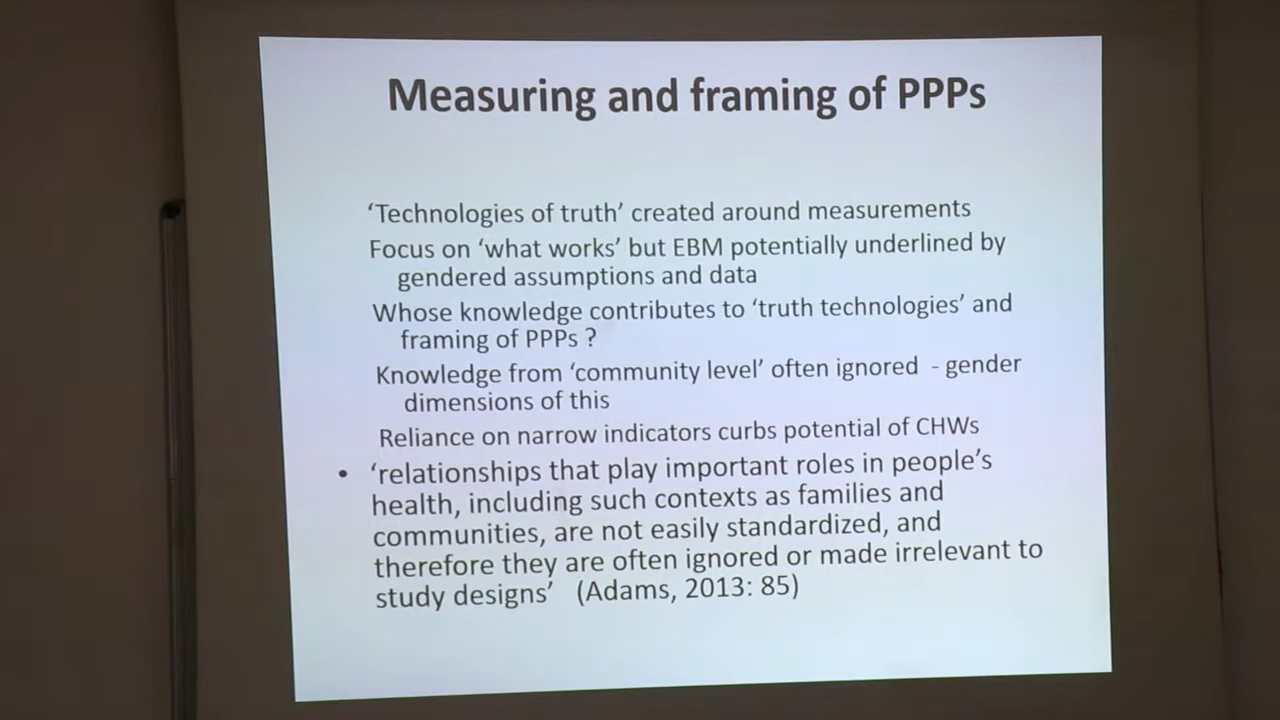 Measuring and framing of PPPs
‘Technologies of truth’ created around measurements
Focus on ‘what works’ but EBM potentially underlined by
gendered assumptions and data
Whose knowledge contributes to ‘truth technologies’ and
framing of PPPs ?
Knowledge from ‘community level’ often ignored - gender
dimensions of this
Reliance on narrow indicators curbs potential of CHWs
• ‘relationships that play important roles in people’s
health, including such contexts as families and
communities, are not easily standardized, and
therefore they are often ignored or made irrelevant to
study designs’ (Adams, 2013: 85)